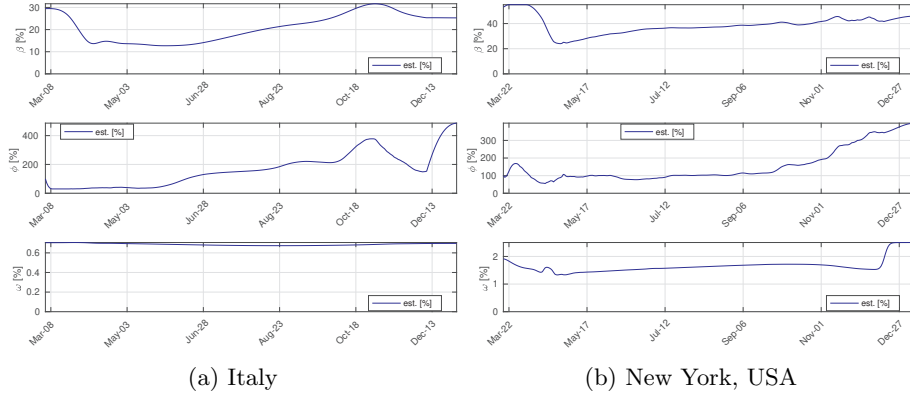 30
20
10
0
β [%]
est. [%]
Mar-08
May-03
Jun-28
Aug-23
Oct-18
Dec-13
400
200
0
φ [%]
est. [%]
Mar-08
May-03
Jun-28
Aug-23
Oct-18
Dec-13
0.6
0.4
0.2
0
ω [%]
est. [%]
Mar-08
May-03
Jun-28
Aug-23
Oct-18
Dec-13
(a) Italy
40
20
0
β [%]
est. [%]
Mar-22
May-17
Jul-12
Sep-06
Nov-01
Dec-27
300
200
100
0
φ [%]
est. [%]
Mar-22
May-17
Jul-12
Sep-06
Nov-01
Dec-27
2
1
0
ω [%]
est. [%]
Mar-22
May-17
Jul-12
Sep-06
Nov-01
Dec-27
(b) New York, USA